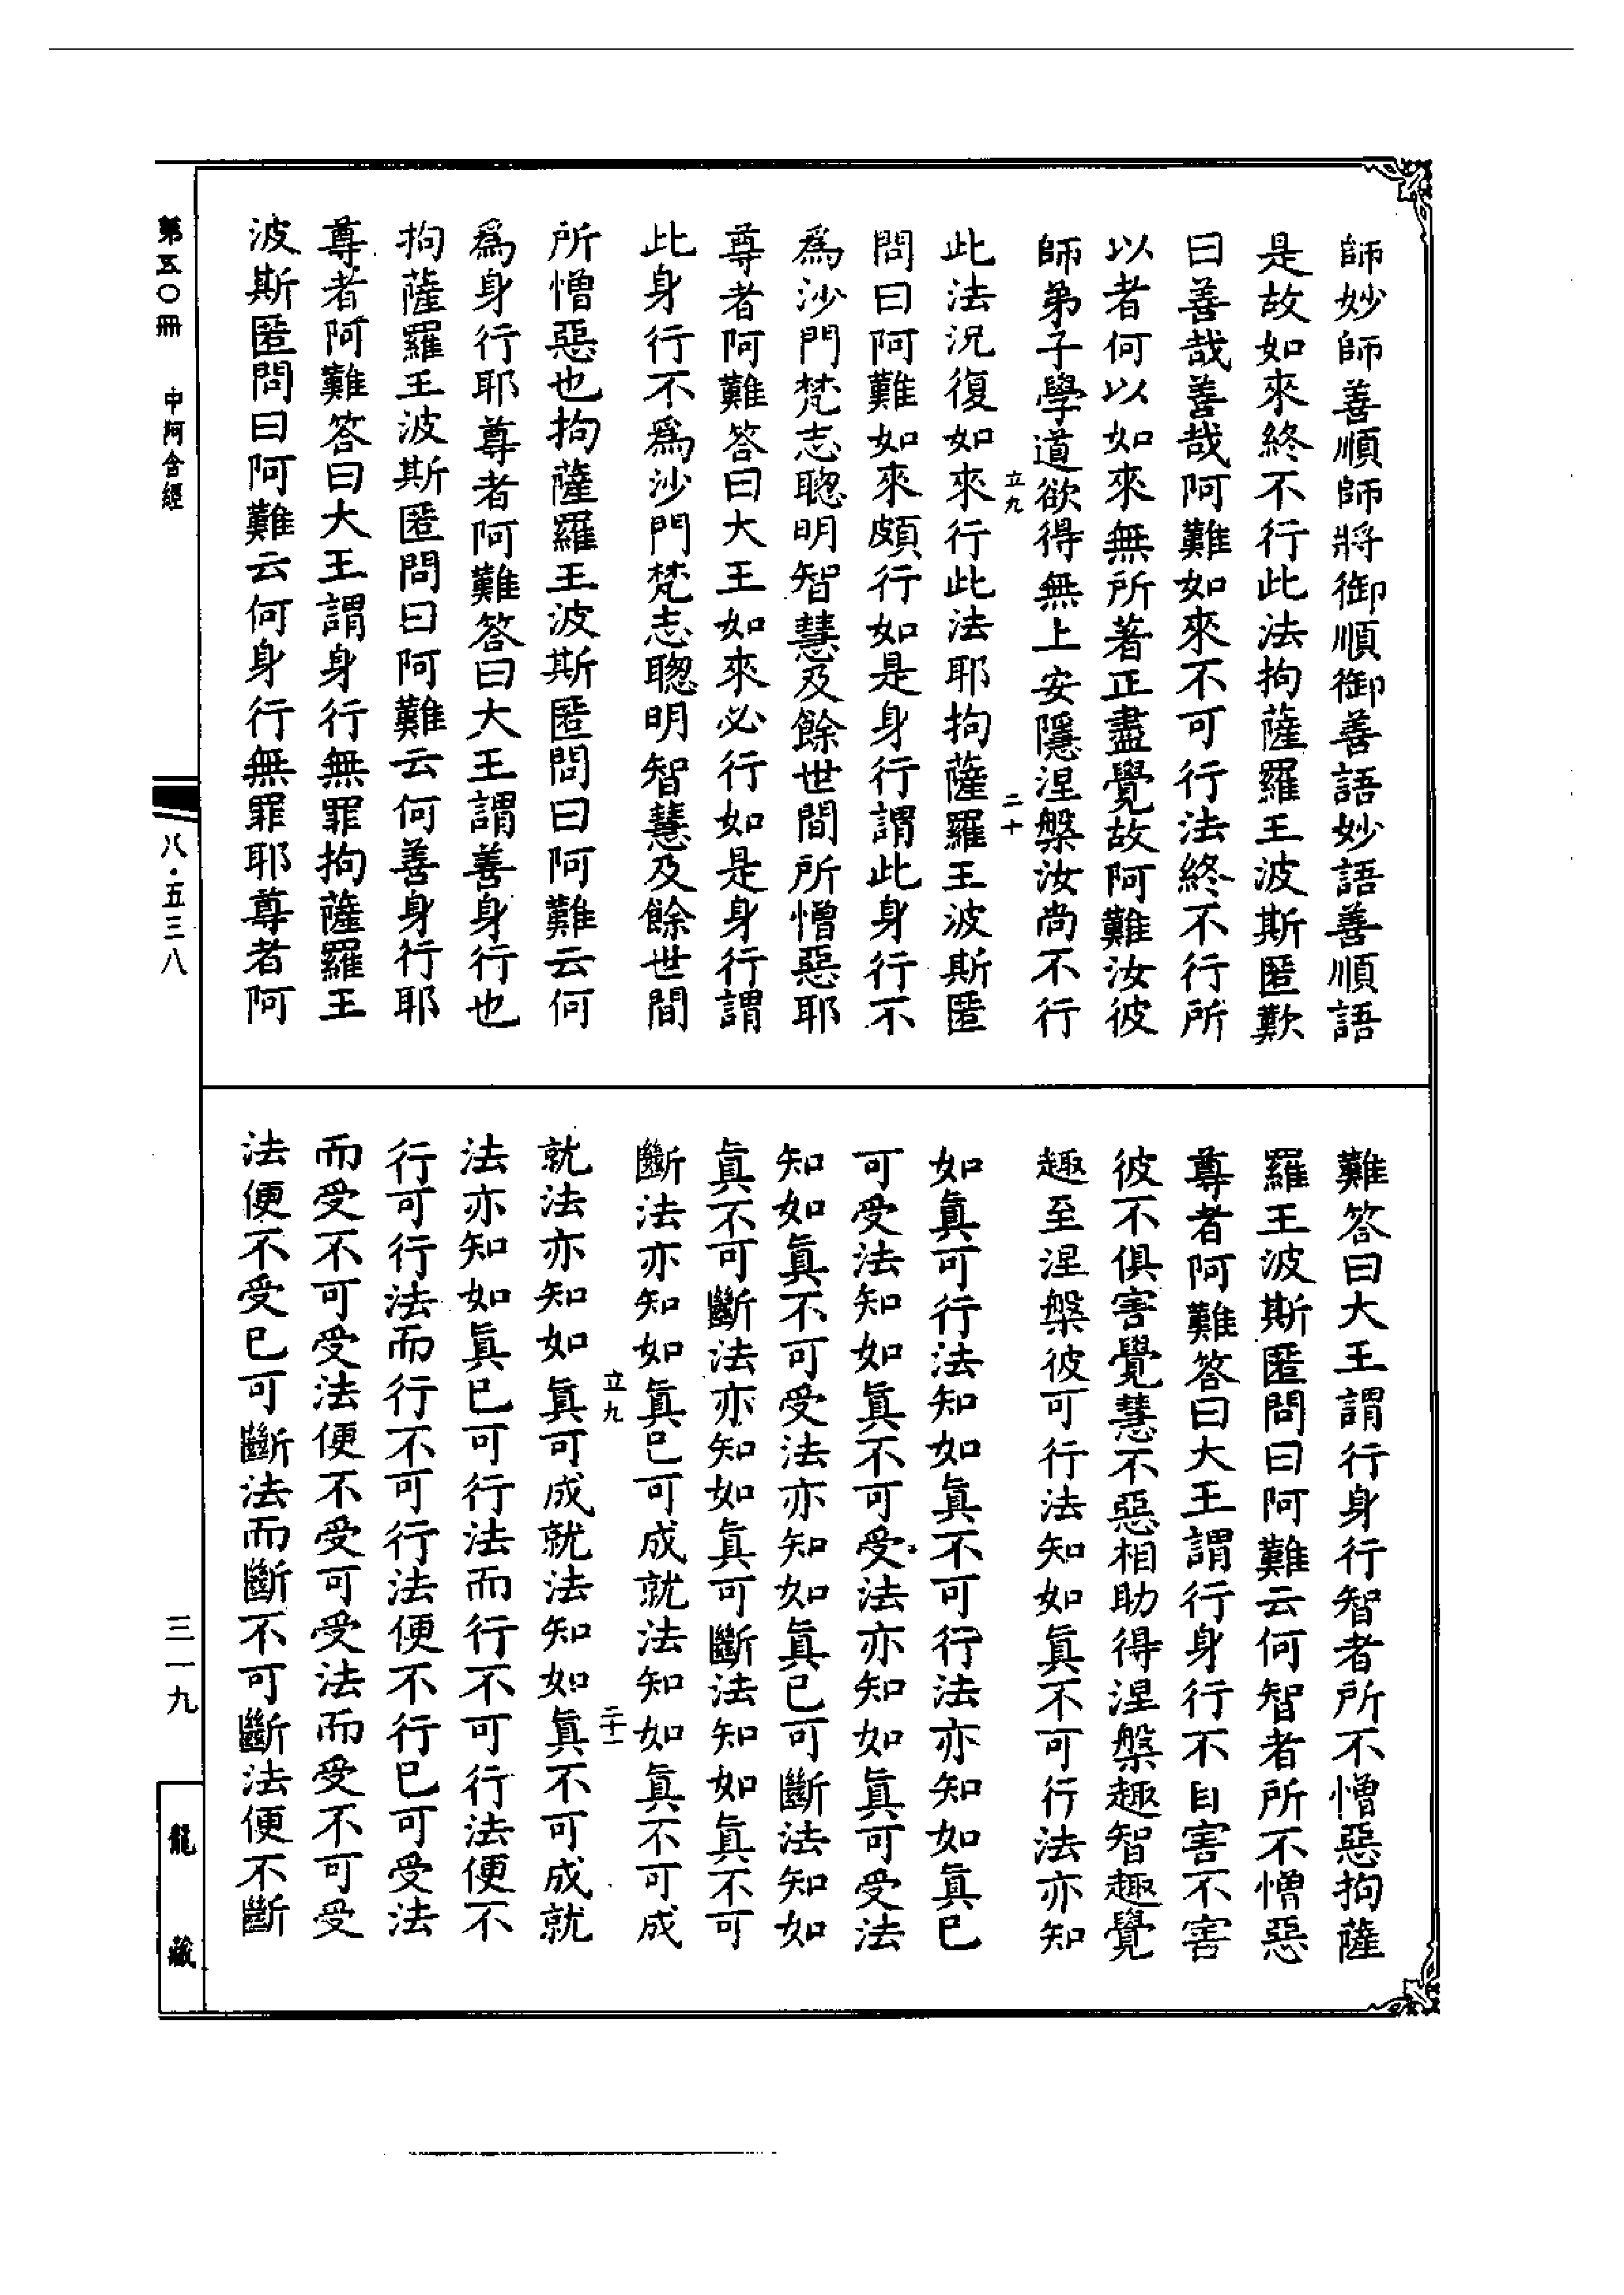 師妙師善順師將御順御善語妙語善順語
是故如來終不行此法拘薩羅王波斯匿歎
曰善哉善哉阿難如來不可行法終不行所
以者何以如來無所著正盡覺故阿難汝彼
師弟子學道欲得無上安隱涅槃汝尚不行
立九 二十
此法況復如來行此法耶拘薩羅王波斯匿
問曰阿難如來頗行如是身行謂此身行不
為沙門梵志聰明智慧及餘世間所憎惡耶
尊者阿難答曰大王如來必行如是身行謂
此身行不為沙門梵志聰明智慧及餘世間
所憎惡也拘薩羅王波斯匿問曰阿難云何
為身行耶尊者阿難答曰大王謂善身行也
拘薩羅王波斯匿問曰阿難云何善身行耶
尊者阿難答曰大王謂身行無罪拘薩羅王
波斯匿問曰阿難云何身行無罪耶尊者阿
難答曰大王謂行身行智者所不憎惡拘薩
羅王波斯匿問曰阿難云何智者所不憎惡
尊者阿難答曰大王謂行身行不自害不害
彼不俱害覺慧不惡相助得涅槃趣智趣覺
趣至涅槃彼可行法知如真不可行法亦知
如真可行法知如真不可行法亦知如真已
可受法知如真不可受法亦知如真可受法
知如真不可受法亦知如真已可斷法知如
真不可斷法亦知如真可斷法知如真不可
斷法亦知如真已可成就法知如真不可成
立九 二十一
就法亦知如真可成就法知如真不可成就
法亦知如真已可行法而行不可行法便不
行可行法而行不可行法便不行已可受法
而受不可受法便不受可受法而受不可受
法便不受已可斷法而斷不可斷法便不斷
第五〇冊 中阿含經 八·五三八 三一九 龍藏